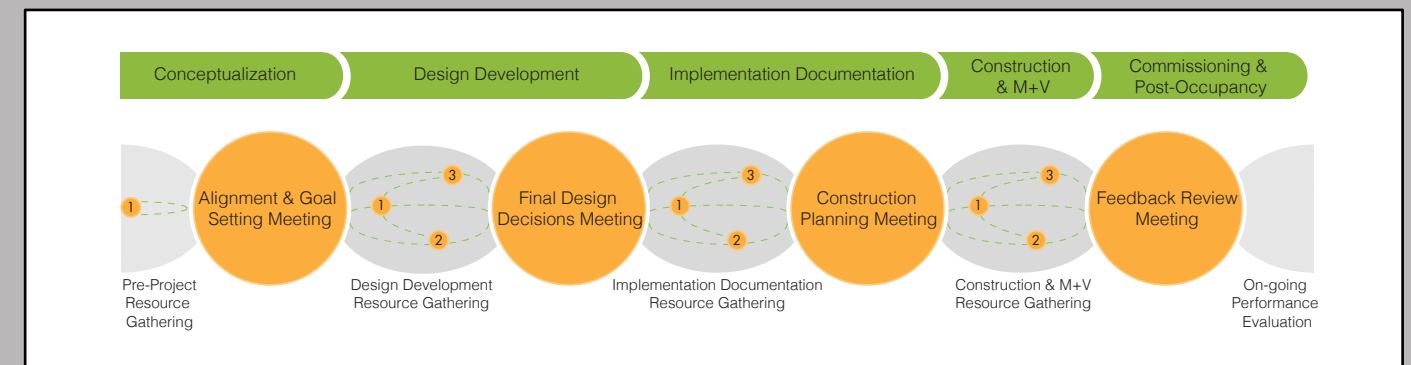 Conceptualization
Design Development
Implementation Documentation
Construction
& M+V
Commissioning &
Post-Occupancy
1
Alignment & Goal
Setting Meeting
1
3
2
Final Design
Decisions Meeting
1
3
2
Construction
Planning Meeting
1
3
2
Feedback Review
Meeting
Pre-Project
Resource
Gathering
Design Development
Resource Gathering
Implementation Documentation
Resource Gathering
Construction & M+V
Resource Gathering
On-going
Performance
Evaluation